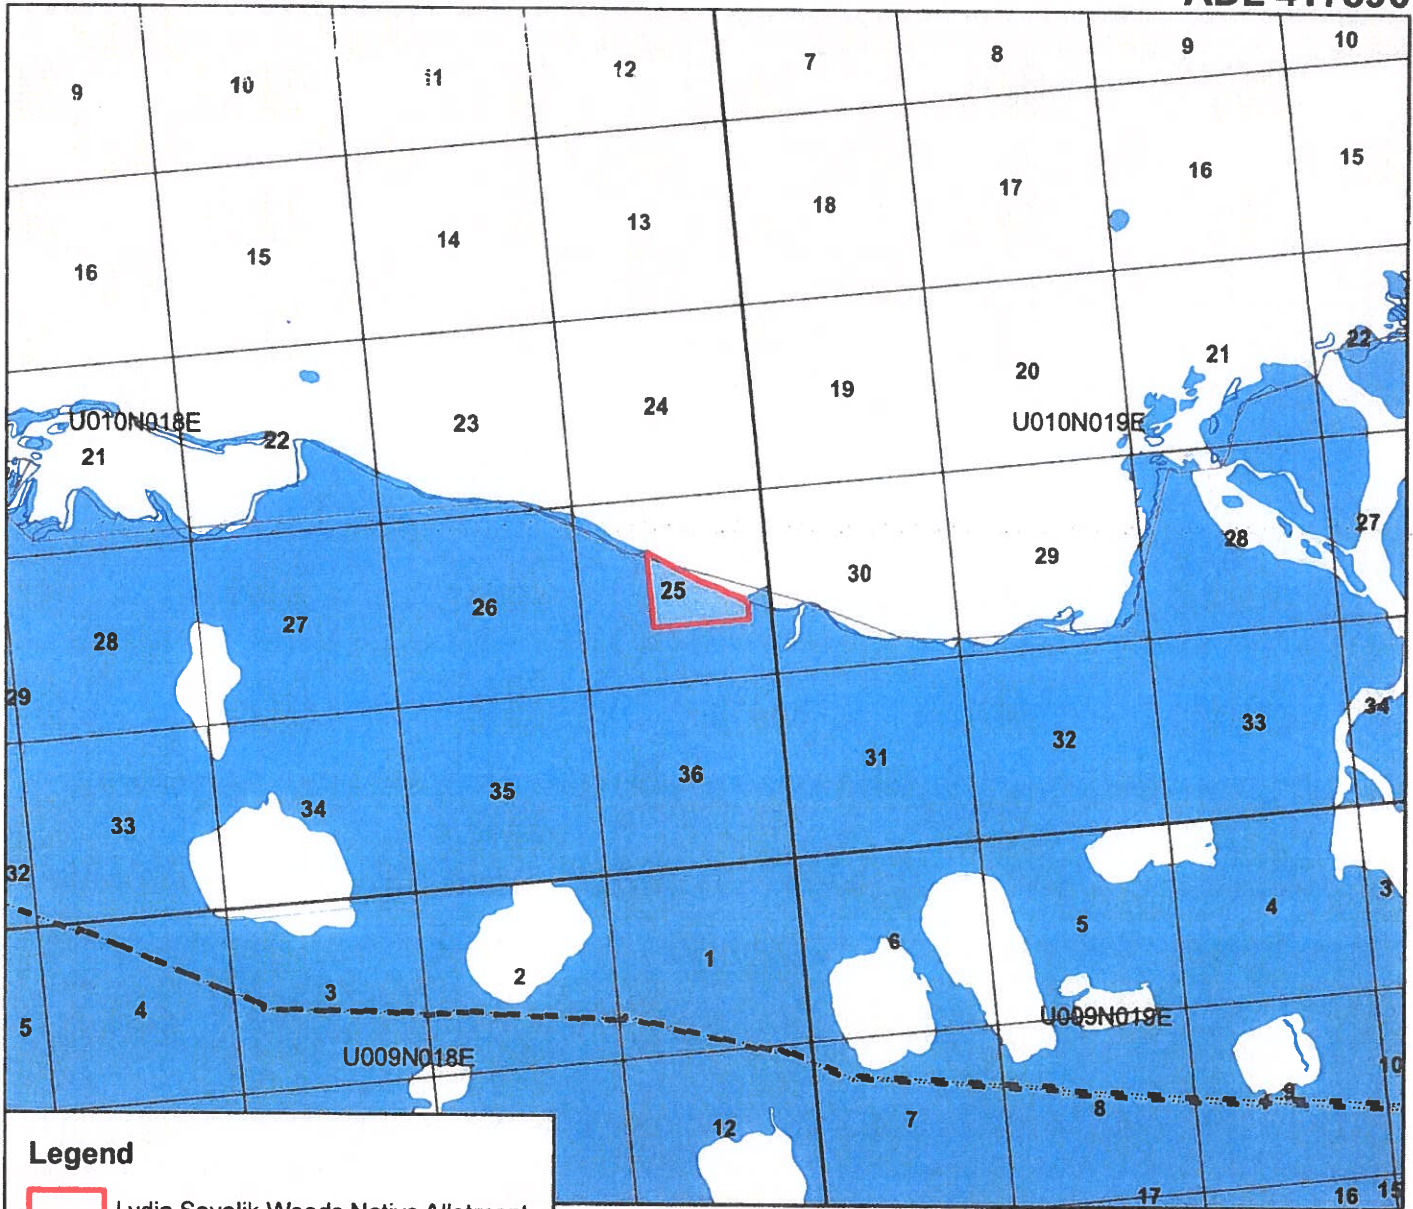 9 10 11 12 7 8 9 10
16 15 14 13 18 17 16 15
21 22 23 24 19 20 21 22
U010N018E U010N019E
28 27 26 25 30 29 28 27
29
33 34 35 36 31 32 33 34
32
5 4 3 2 1 6 5 4 3
U009N018E U009N019E
12 7 8 9 10
17 16 15
Legend